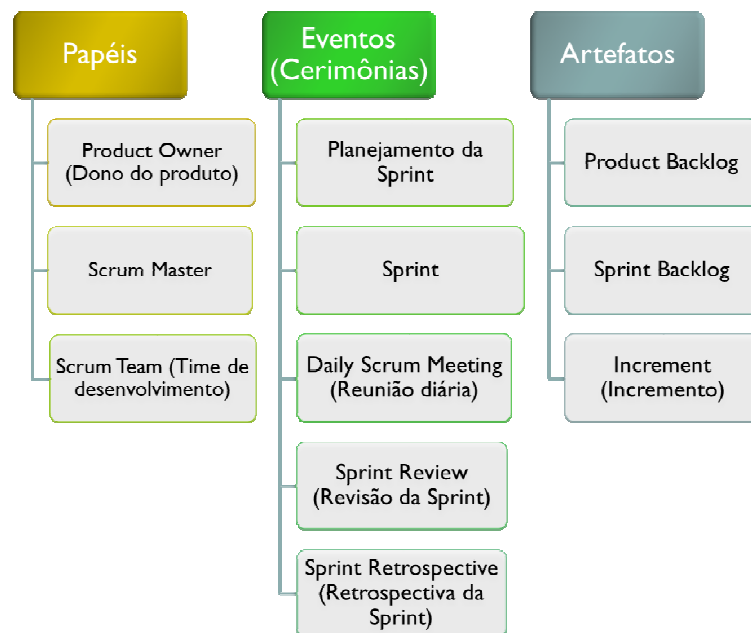 Papéis
Product Owner
(Dono do produto)
Scrum Master
Scrum Team (Time de
desenvolvimento)
Eventos
(Cerimônias)
Planejamento da
Sprint
Sprint
Daily Scrum Meeting
(Reunião diária)
Sprint Review
(Revisão da Sprint)
Sprint Retrospective
(Retrospectiva da
Sprint)
Artefatos
Product Backlog
Sprint Backlog
Increment
(Incremento)